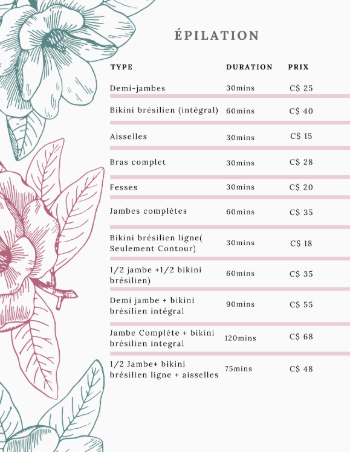 ÉPILATION
TYPE DURATION PRIX
Demi-jambes 30mins C$ 25
Bikini brésilien (intégral) 60mins C$ 40
Aisselles 30mins C$ 15
Bras complet 30mins C$ 28
Fesses 30mins C$ 20
Jambes complètes 60mins C$ 35
Bikini brésilien ligne(
Seulement Contour) 30mins C$ 18
1/2 jambe +1/2 bikini
brésilien) 60mins C$ 35
Demi jambe + bikini
brésilien intégral 90mins C$ 55
Jambe Complète + bikini
brésilien integral 120mins C$ 68
1/2 Jambe+ bikini
brésilien ligne + aisselles 75mins C$ 48